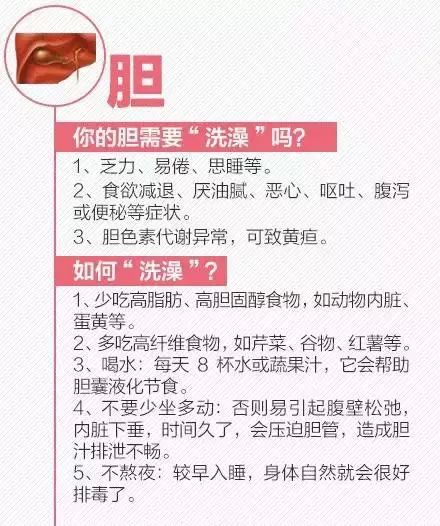 胆
你的胆需要“洗澡”吗？
1、乏力、易倦、思睡等。
2、食欲减退、厌油腻、恶心、呕吐、腹泻
或便秘等症状。
3、胆色素代谢异常，可致黄疸。
如何“洗澡”？
1、少吃高脂肪、高胆固醇食物，如动物内脏、
蛋黄等。
2、多吃高纤维食物，如芹菜、谷物、红薯等。
3、喝水：每天 8 杯水或蔬果汁，它会帮助
胆囊液化节食。
4、不要少坐多动：否则易引起腹壁松弛，
内脏下垂，时间久了，会压迫胆管，造成胆
汁排泄不畅。
5、不熬夜：较早入睡，身体自然就会很好
排毒了。